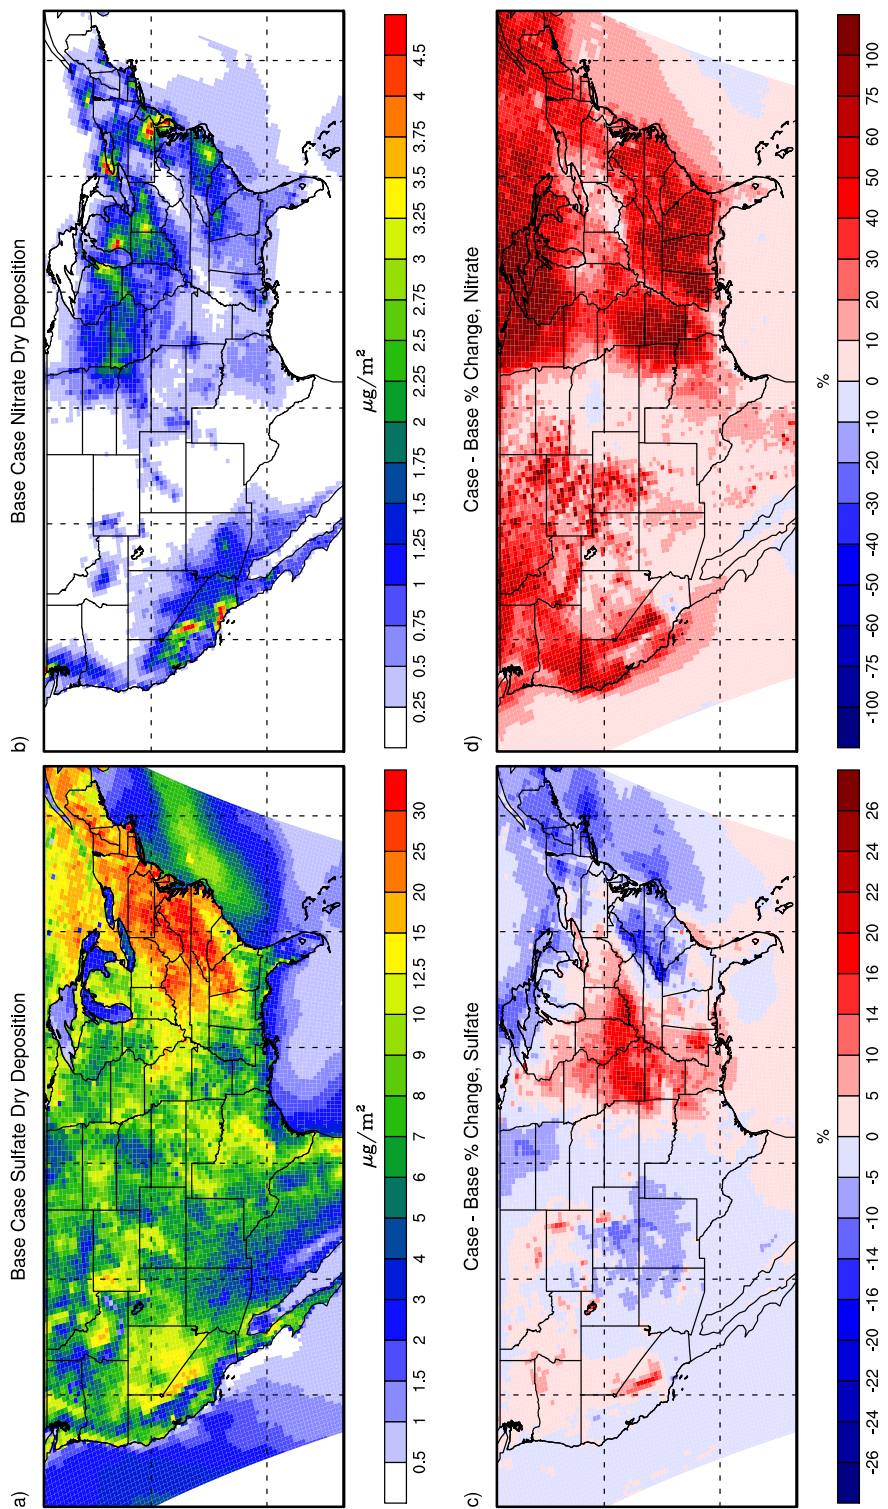 a)
Base Case Sulfate Dry Deposition
0.5 1 1.5 2 3 4 5 6 7 8 9 10 12.5 15 20 25 30
μg/m²
b)
Base Case Nitrate Dry Deposition
0.25 0.5 0.75 1 1.25 1.5 1.75 2 2.25 2.5 2.75 3 3.25 3.5 3.75 4 4.5
μg/m²
c)
Case - Base % Change, Sulfate
-26 -22 -20 -18 -16 -14 -10 -5 0 5 10 14 16 20 22 26
%
d)
Case - Base % Change, Nitrate
-100 -75 -60 -50 -40 -30 -20 -10 0 10 20 30 40 50 65 75 100
%